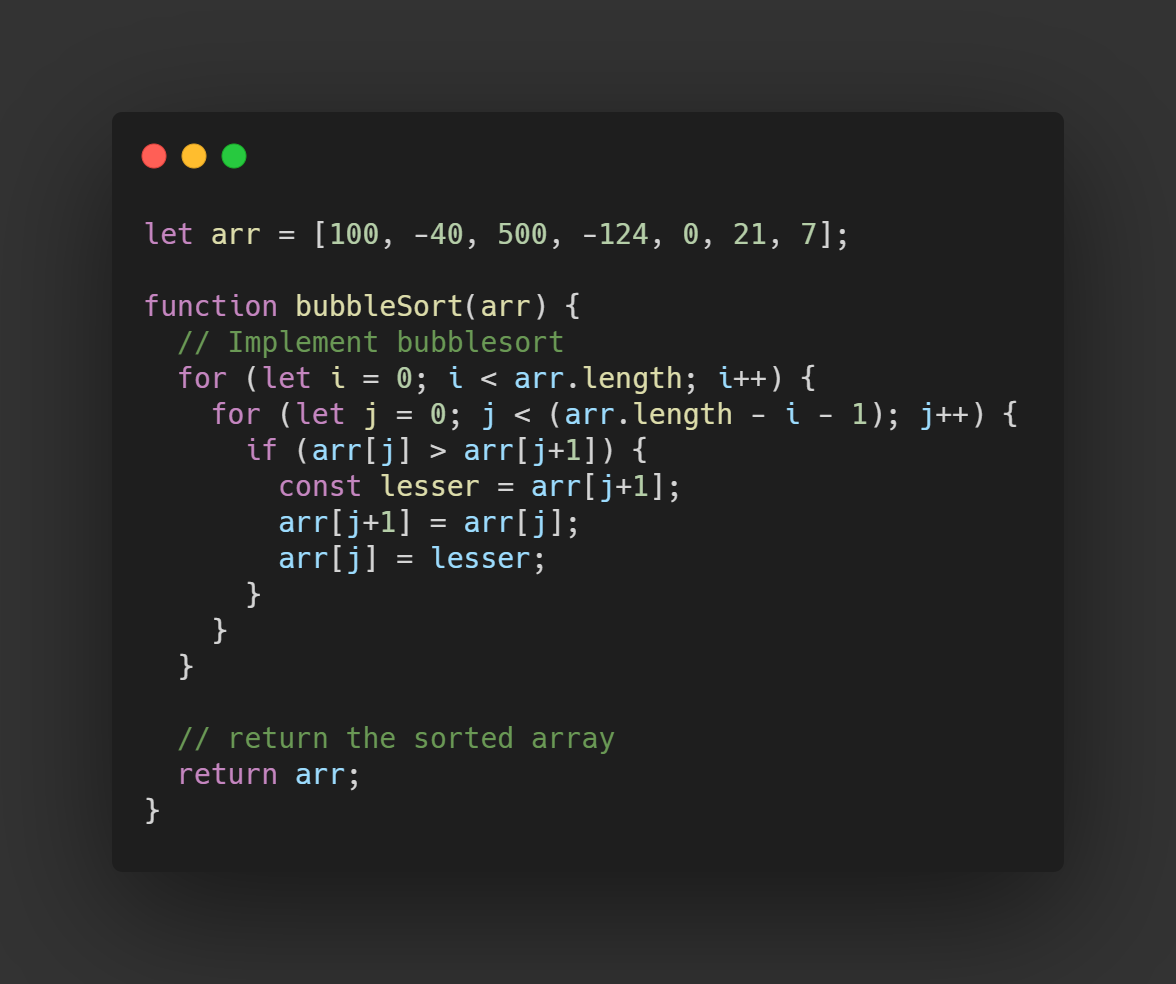 let arr = [100, -40, 500, -124, 0, 21, 7];

function bubbleSort(arr) {
  // Implement bubblesort
  for (let i = 0; i < arr.length; i++) {
    for (let j = 0; j < (arr.length - i - 1); j++) {
      if (arr[j] > arr[j+1]) {
        const lesser = arr[j+1];
        arr[j+1] = arr[j];
        arr[j] = lesser;
      }
    }
  }

  // return the sorted array
  return arr;
}